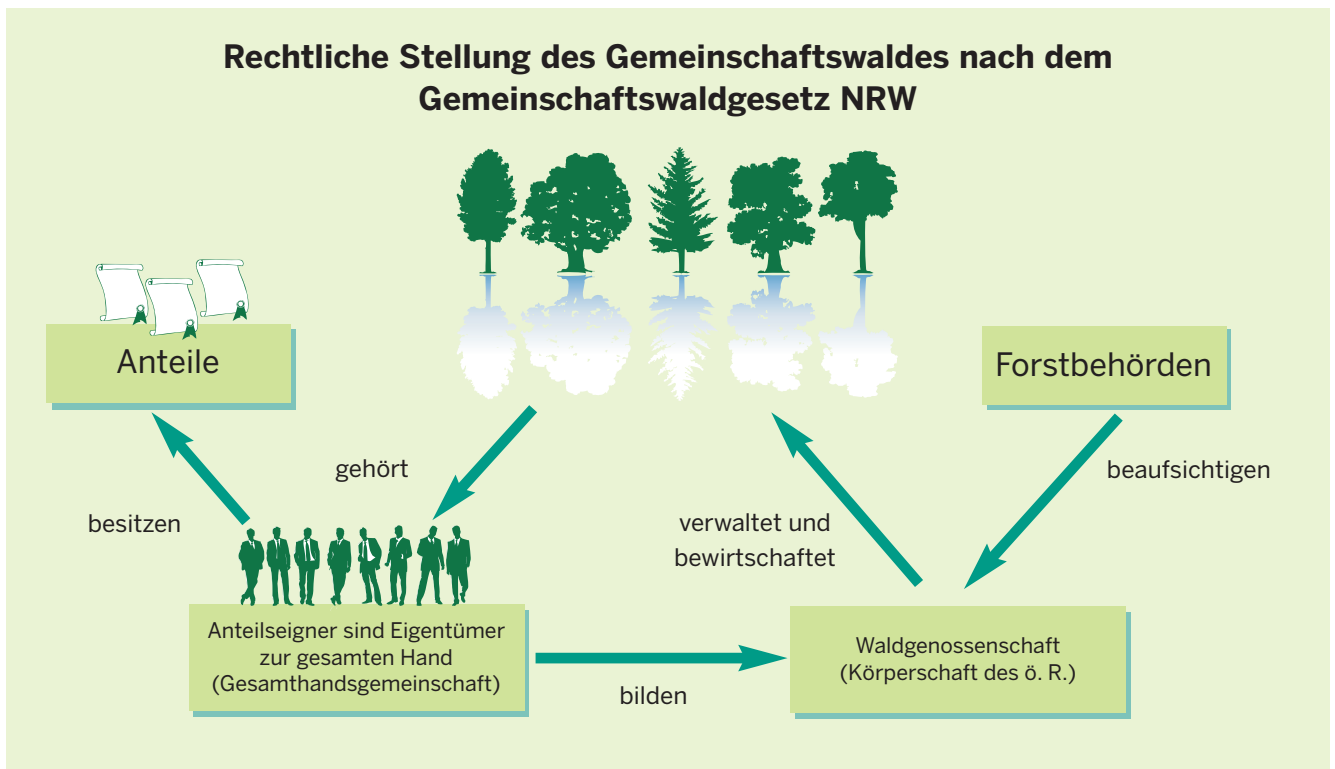 Rechtliche Stellung des Gemeinschaftswaldes nach dem
Gemeinschaftswaldgesetz NRW
Anteile
Forstbehörden
gehört
beaufsichtigen
besitzen
verwaltet und
bewirtschaftet
Anteilseigner sind Eigentümer
zur gesamten Hand
(Gesamthandsgemeinschaft)
Waldgenossenschaft
(Körperschaft des ö. R.)
bilden